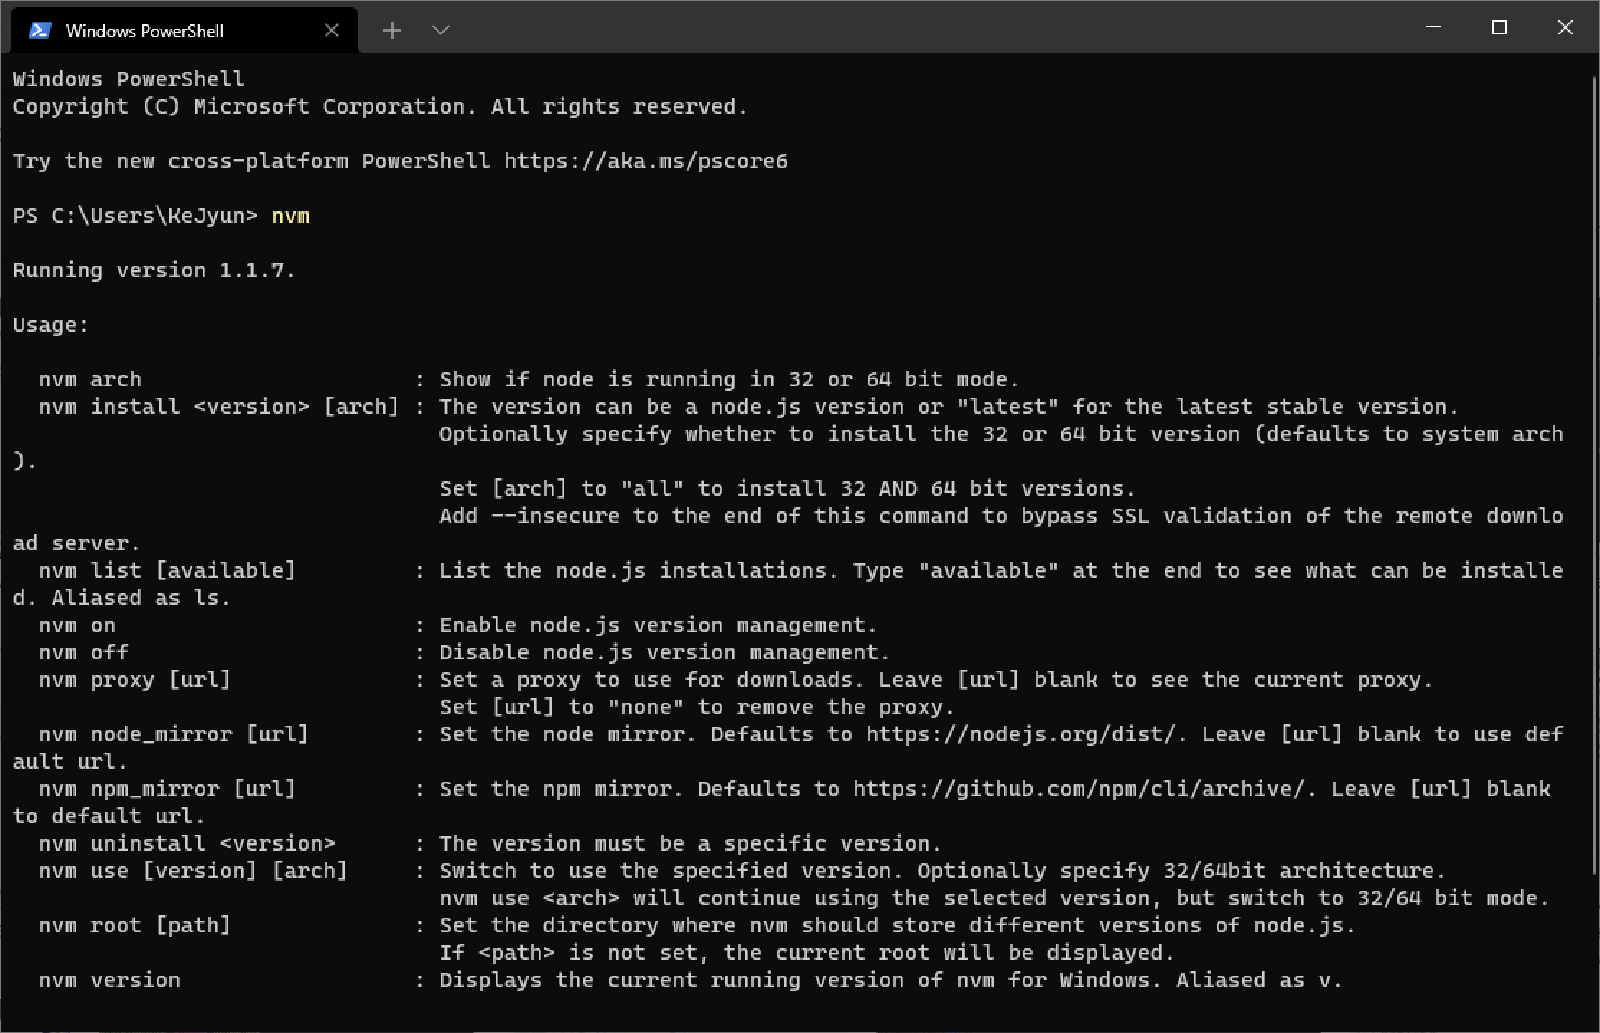 Windows PowerShell
Windows PowerShell
Copyright (C) Microsoft Corporation. All rights reserved.
Try the new cross-platform PowerShell https://aka.ms/pscore6
PS C:\Users\KeJyun> nvm
Running version 1.1.7.
Usage:
  nvm arch                     : Show if node is running in 32 or 64 bit mode.
  nvm install <version> [arch] : The version can be a node.js version or "latest" for the latest stable version.
                                 Optionally specify whether to install the 32 or 64 bit version (defaults to system arch
).
                                 Set [arch] to "all" to install 32 AND 64 bit versions.
                                 Add --insecure to the end of this command to bypass SSL validation of the remote downlo
ad server.
  nvm list [available]         : List the node.js installations. Type "available" at the end to see what can be installe
d. Aliased as ls.
  nvm on                       : Enable node.js version management.
  nvm off                      : Disable node.js version management.
  nvm proxy [url]              : Set a proxy to use for downloads. Leave [url] blank to see the current proxy.
                                 Set [url] to "none" to remove the proxy.
  nvm node_mirror [url]        : Set the node mirror. Defaults to https://nodejs.org/dist/. Leave [url] blank to use def
ault url.
  nvm npm_mirror [url]         : Set the npm mirror. Defaults to https://github.com/npm/cli/archive/. Leave [url] blank
to default url.
  nvm uninstall <version>      : The version must be a specific version.
  nvm use [version] [arch]     : Switch to use the specified version. Optionally specify 32/64bit architecture.
                                 nvm use <arch> will continue using the selected version, but switch to 32/64 bit mode.
  nvm root [path]              : Set the directory where nvm should store different versions of node.js.
                                 If <path> is not set, the current root will be displayed.
  nvm version                  : Displays the current running version of nvm for Windows. Aliased as v.